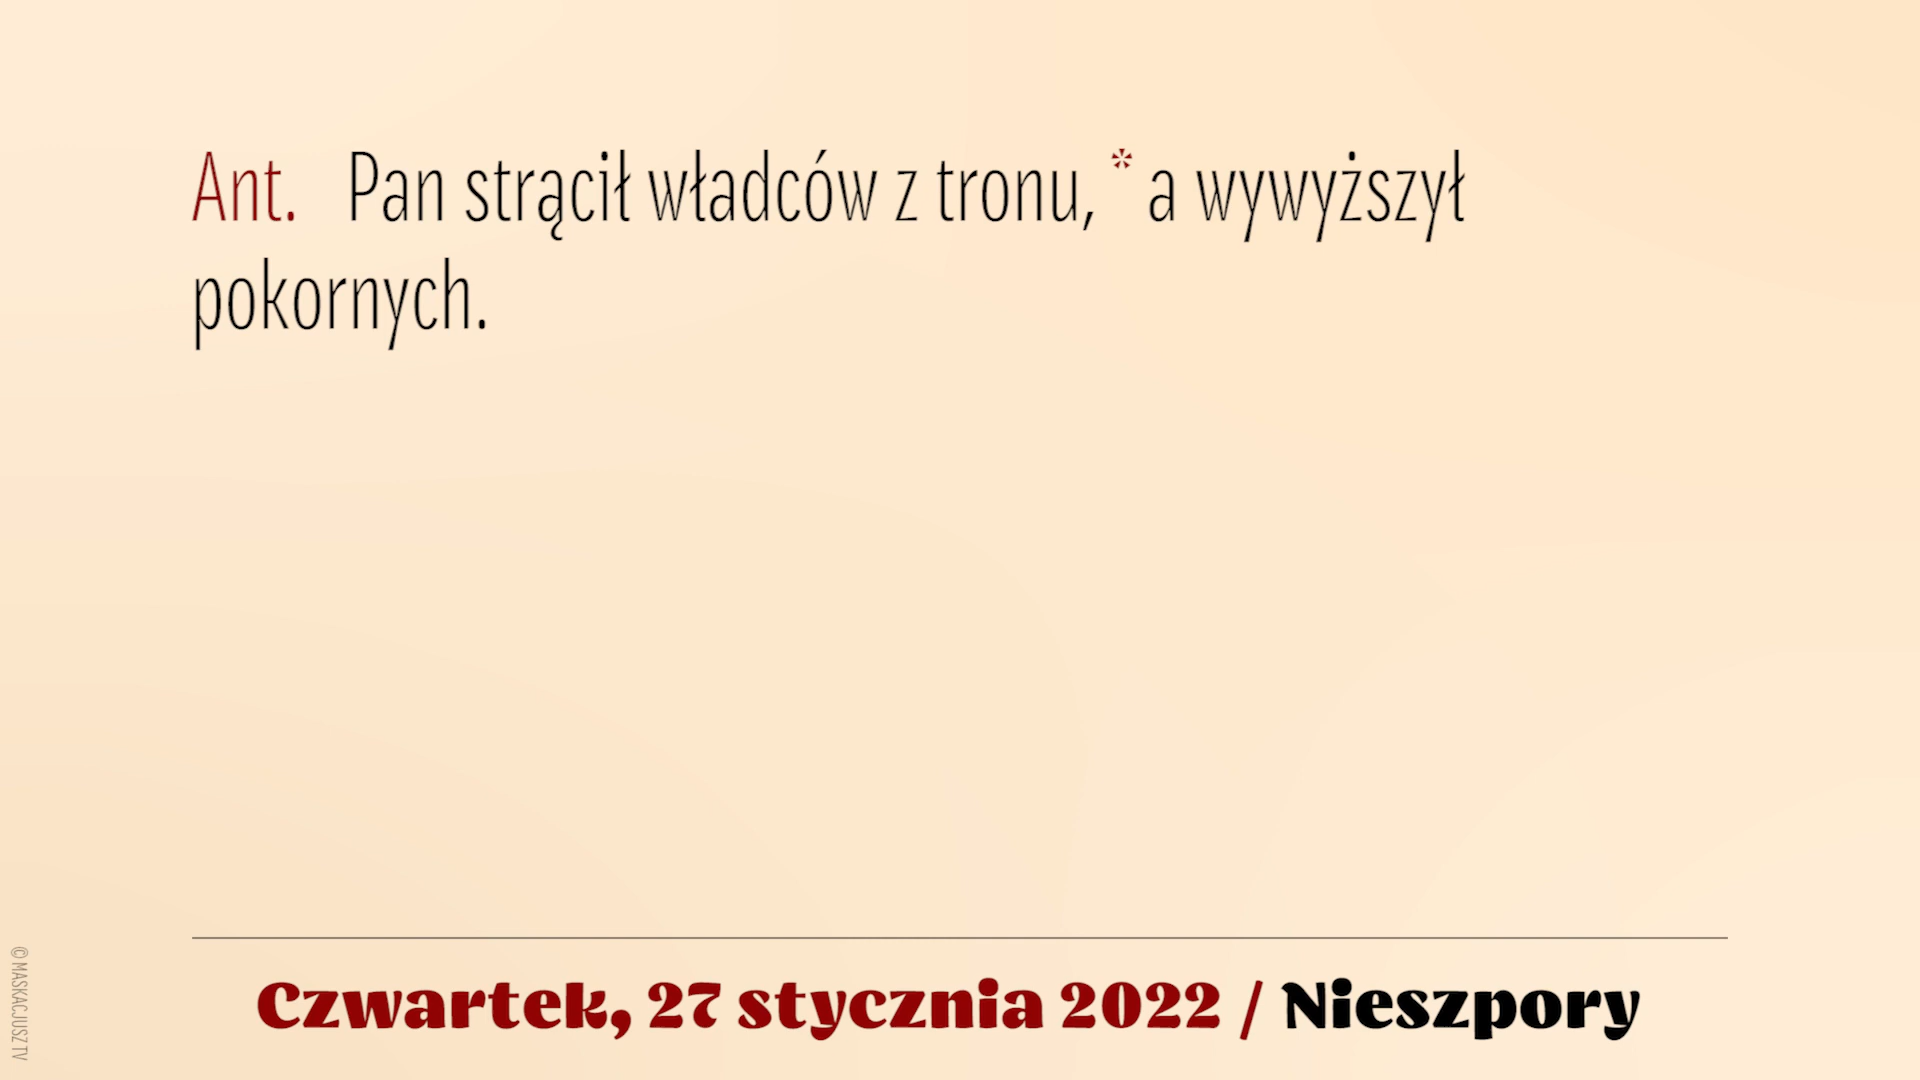 Ant. Pan strącił władców z tronu, * a wywyższył
pokornych.
Czwartek, 27 stycznia 2022 / Nieszpory
© MASKACJUSZ TV